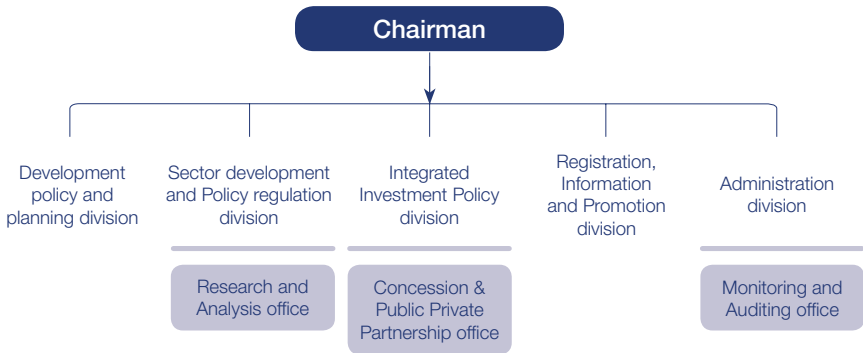 Chairman
Development
policy and
planning division
Sector development
and Policy regulation
division
Integrated
Investment Policy
division
Registration,
Information
and Promotion
division
Administration
division
Research and
Analysis office
Concession &
Public Private
Partnership office
Monitoring and
Auditing office